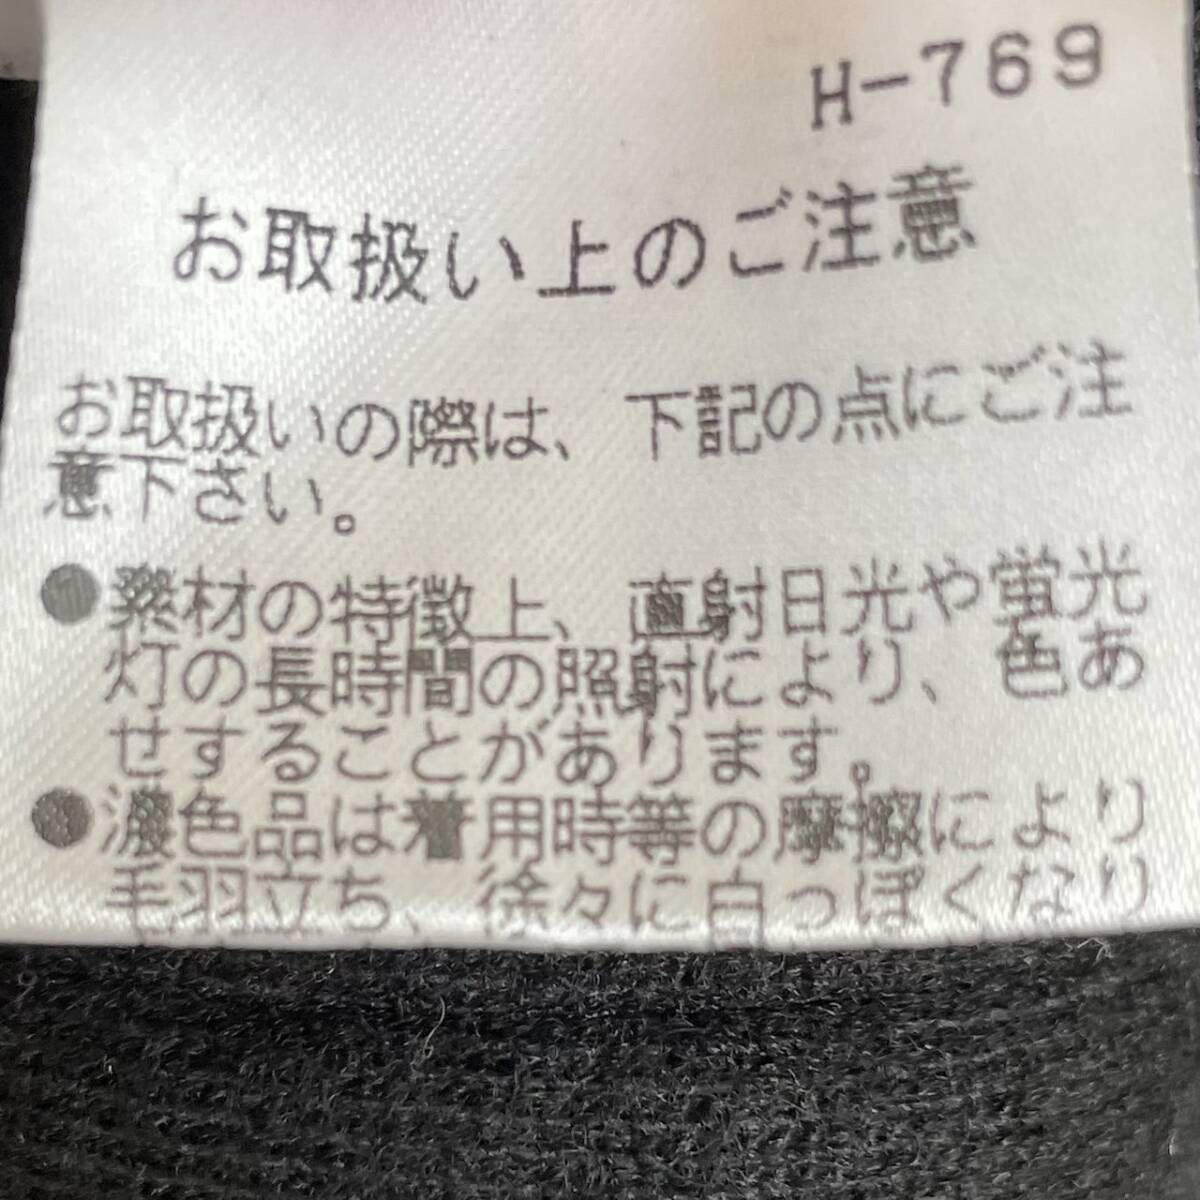 H-769
お取扱い上のご注意
お取扱いの際は、下記の点にご注
意下さい。
●素材の特徴上、直射日光や蛍光
灯の長時間の照射により、色あ
せすることがあります。
●濃色品は着用時等の摩擦により
毛羽立ち、徐々に白っぽくなり